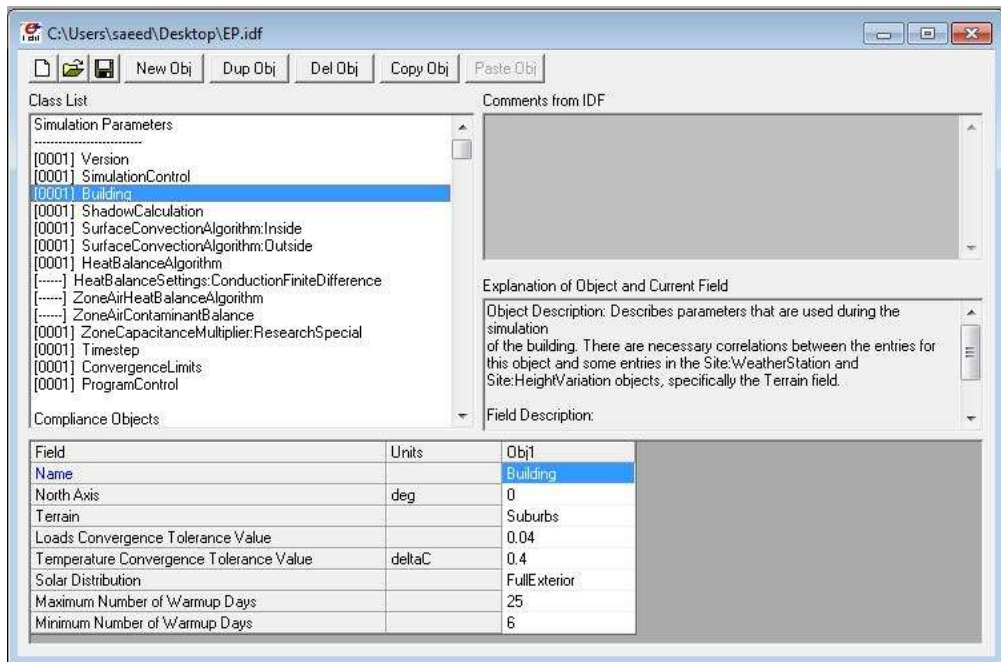 C:\Users\saeed\Desktop\EP.idf
New Obj Dup Obj Del Obj Copy Obj Paste Obj
Class List
Simulation Parameters
--------------------------
[0001] Version
[0001] SimulationControl
[0001] Building
[0001] ShadowCalculation
[0001] SurfaceConvectionAlgorithm:Inside
[0001] SurfaceConvectionAlgorithm:Outside
[0001] HeatBalanceAlgorithm
[------] HeatBalanceSettings:ConductionFiniteDifference
[------] ZoneAirHeatBalanceAlgorithm
[------] ZoneAirContaminantBalance
[0001] ZoneCapacitanceMultiplier:ResearchSpecial
[0001] Timestep
[0001] ConvergenceLimits
[0001] ProgramControl
Compliance Objects
Comments from IDF
Explanation of Object and Current Field
Object Description: Describes parameters that are used during the
simulation
of the building. There are necessary correlations between the entries for
this object and some entries in the Site:WeatherStation and
Site:HeightVariation objects, specifically the Terrain field.
Field Description:
Field Units Obj1
Name Building
North Axis deg 0
Terrain Suburbs
Loads Convergence Tolerance Value 0.04
Temperature Convergence Tolerance Value deltaC 0.4
Solar Distribution FullExterior
Maximum Number of Warmup Days 25
Minimum Number of Warmup Days 6